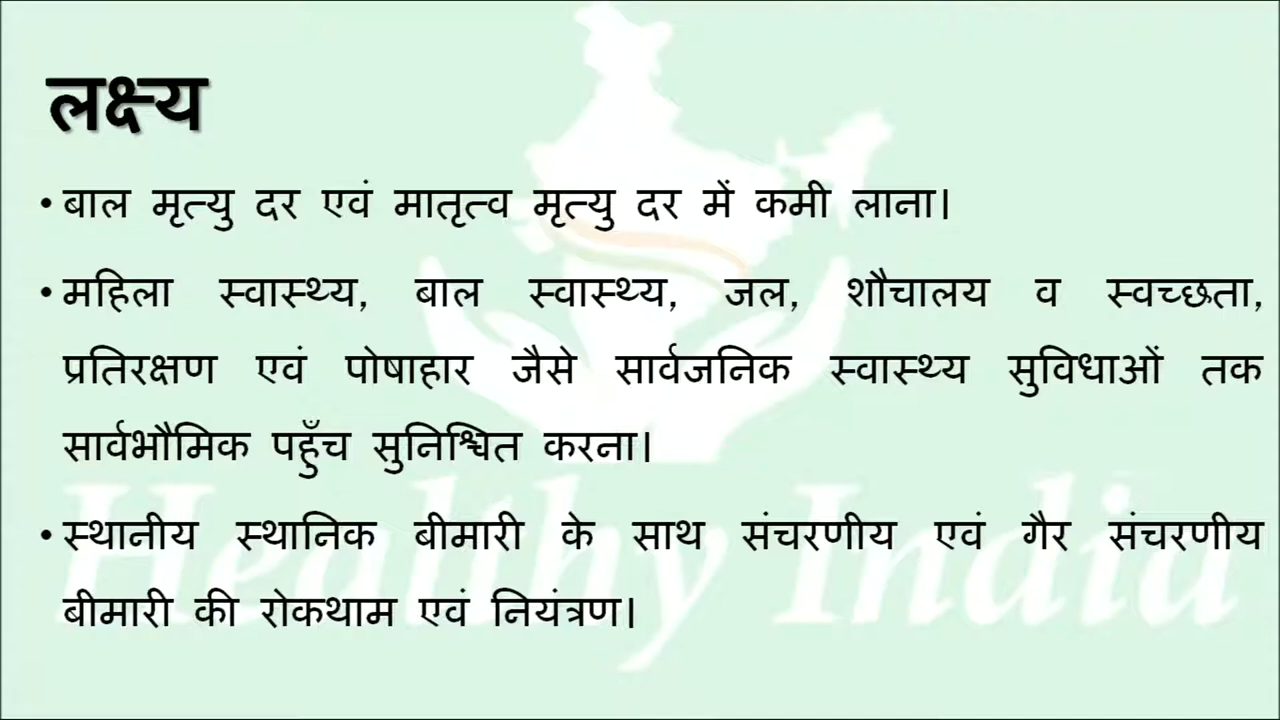 लक्ष्य
• बाल मृत्यु दर एवं मातृत्व मृत्यु दर में कमी लाना।
• महिला स्वास्थ्य, बाल स्वास्थ्य, जल, शौचालय व स्वच्छता,
प्रतिरक्षण एवं पोषाहार जैसे सार्वजनिक स्वास्थ्य सुविधाओं तक
सार्वभौमिक पहुँच सुनिश्चित करना।
• स्थानीय स्थानिक बीमारी के साथ संचरणीय एवं गैर संचरणीय
बीमारी की रोकथाम एवं नियंत्रण।
Healthy India